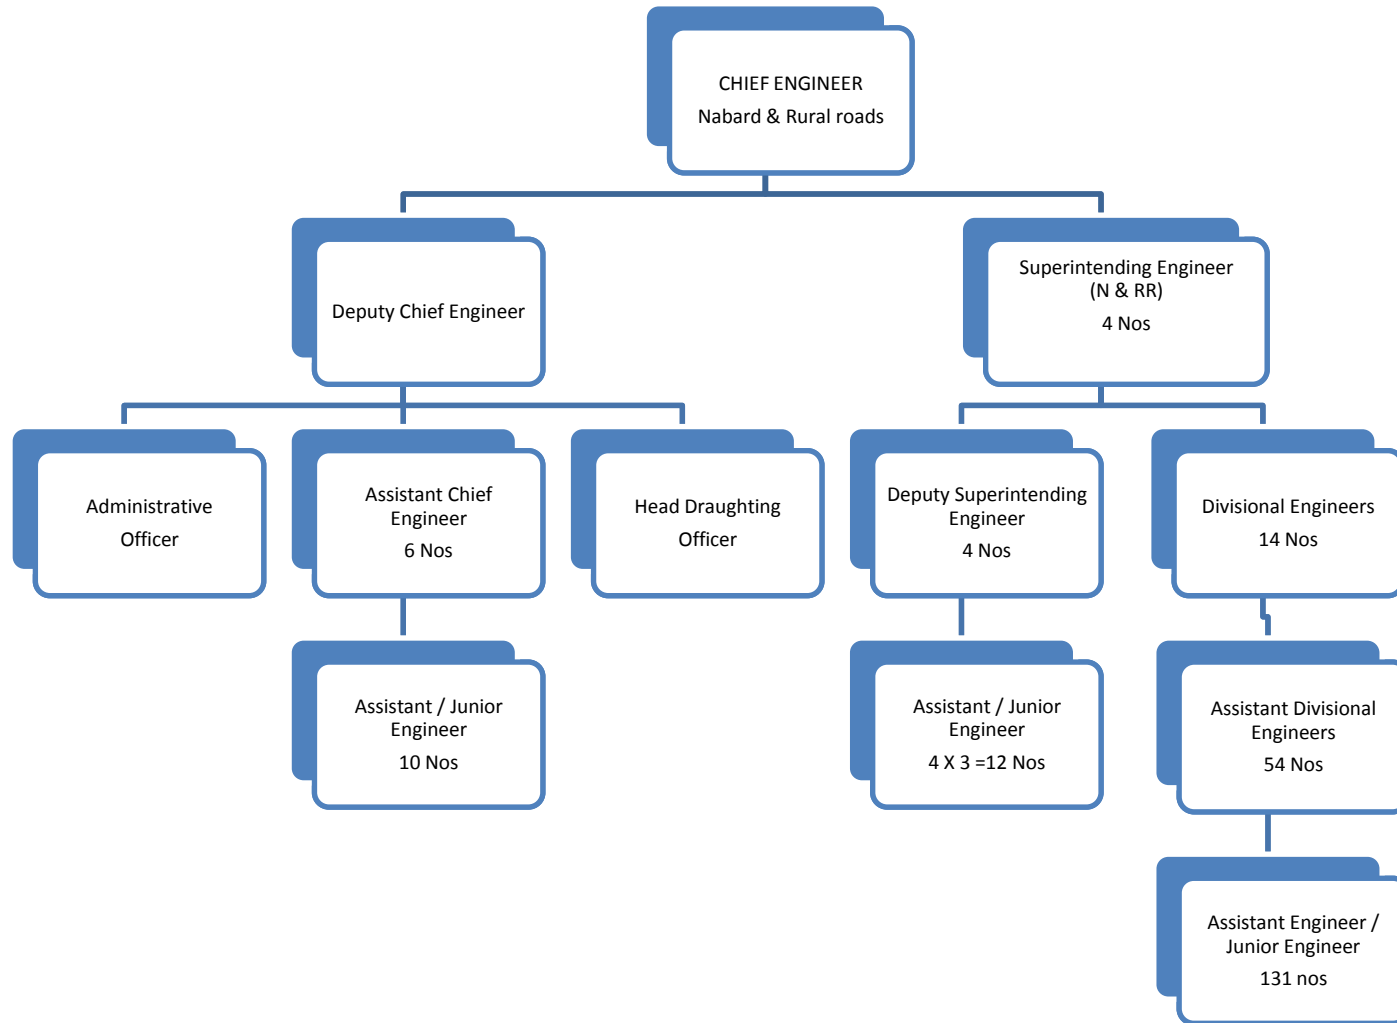 CHIEF ENGINEER
Nabard & Rural roads
Deputy Chief Engineer
Superintending Engineer
(N & RR)
4 Nos
Administrative
Officer
Assistant Chief
Engineer
6 Nos
Head Draughting
Officer
Deputy Superintending
Engineer
4 Nos
Divisional Engineers
14 Nos
Assistant / Junior
Engineer
10 Nos
Assistant / Junior
Engineer
4 X 3 =12 Nos
Assistant Divisional
Engineers
54 Nos
Assistant Engineer /
Junior Engineer
131 nos